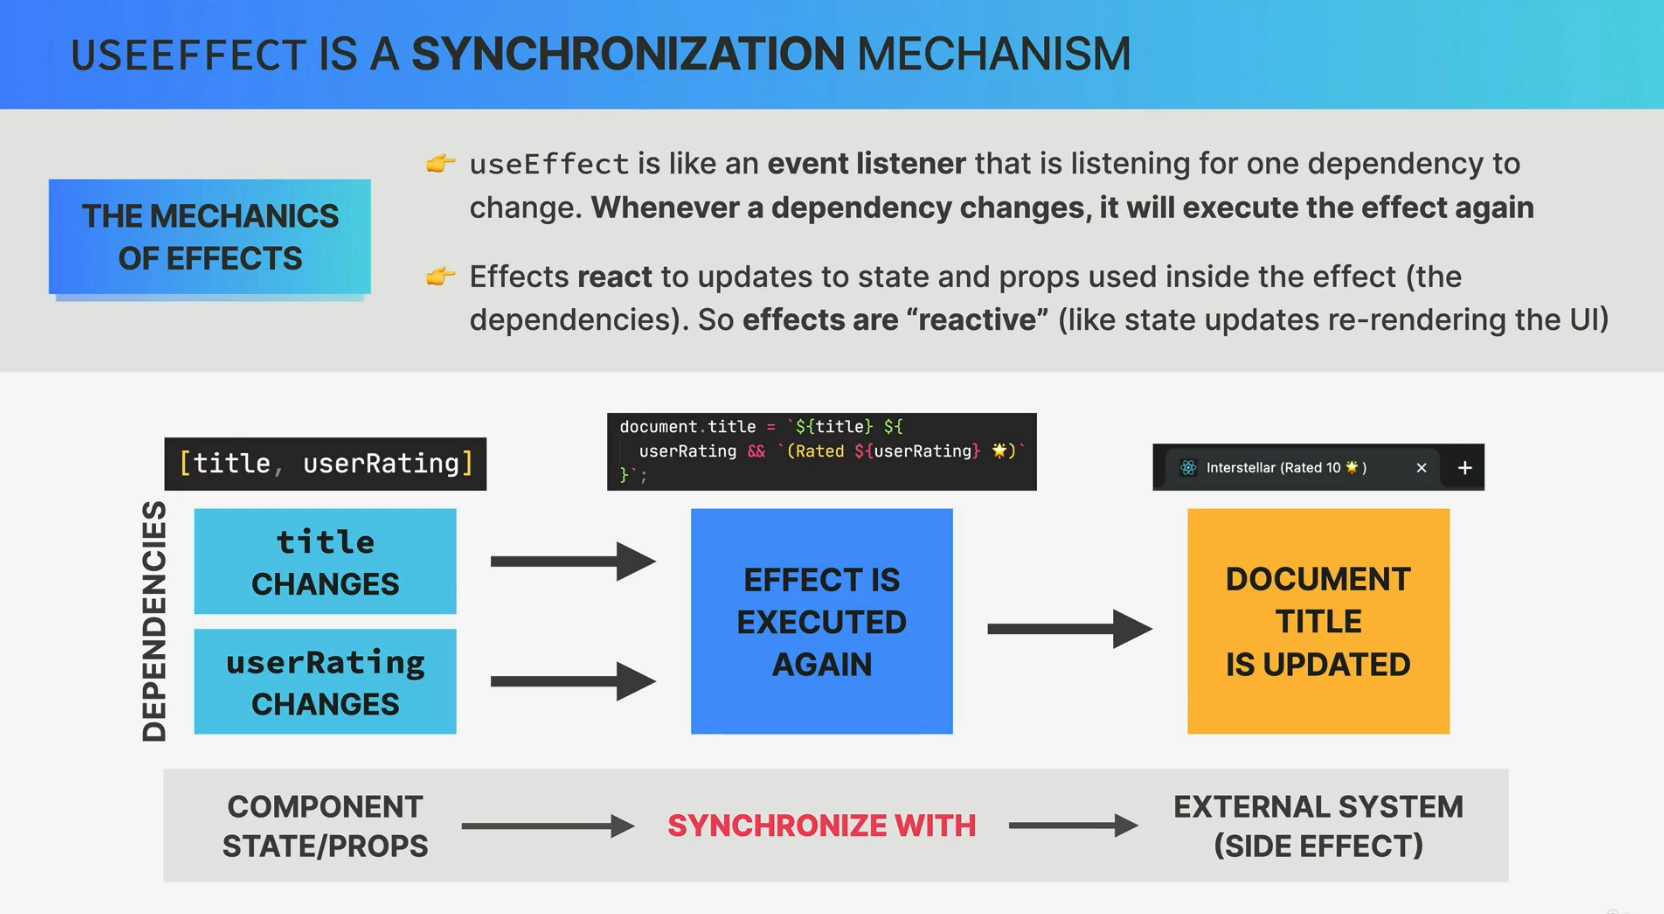 USEEFFECT IS A SYNCHRONIZATION MECHANISM
THE MECHANICS
OF EFFECTS
👉 useEffect is like an event listener that is listening for one dependency to
change. Whenever a dependency changes, it will execute the effect again
👉 Effects react to updates to state and props used inside the effect (the
dependencies). So effects are “reactive” (like state updates re-rendering the UI)
[title, userRating]
document.title = `${title} ${
userRating && `(Rated ${userRating} 🌟)`
}`;
Interstellar (Rated 10 🌟 ) × +
DEPENDENCIES
title
CHANGES
userRating
CHANGES
EFFECT IS
EXECUTED
AGAIN
DOCUMENT
TITLE
IS UPDATED
COMPONENT
STATE/PROPS
SYNCHRONIZE WITH
EXTERNAL SYSTEM
(SIDE EFFECT)